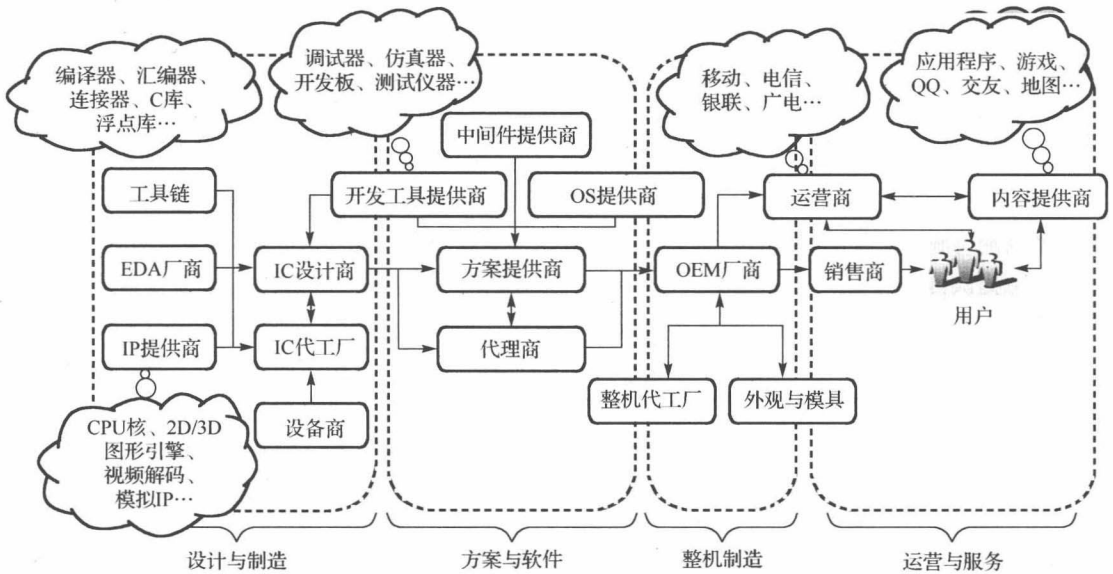 编译器、汇编器、
连接器、C库、
浮点库…
调试器、仿真器、
开发板、测试仪器…
移动、电信、
银联、广电…
应用程序、游戏、
QQ、交友、地图…
中间件提供商
工具链
开发工具提供商
OS提供商
运营商
内容提供商
EDA厂商
IC设计商
方案提供商
OEM厂商
销售商
用户
IP提供商
IC代工厂
代理商
整机代工厂
外观与模具
设备商
CPU核、2D/3D
图形引擎、
视频解码、
模拟IP…
设计与制造
方案与软件
整机制造
运营与服务